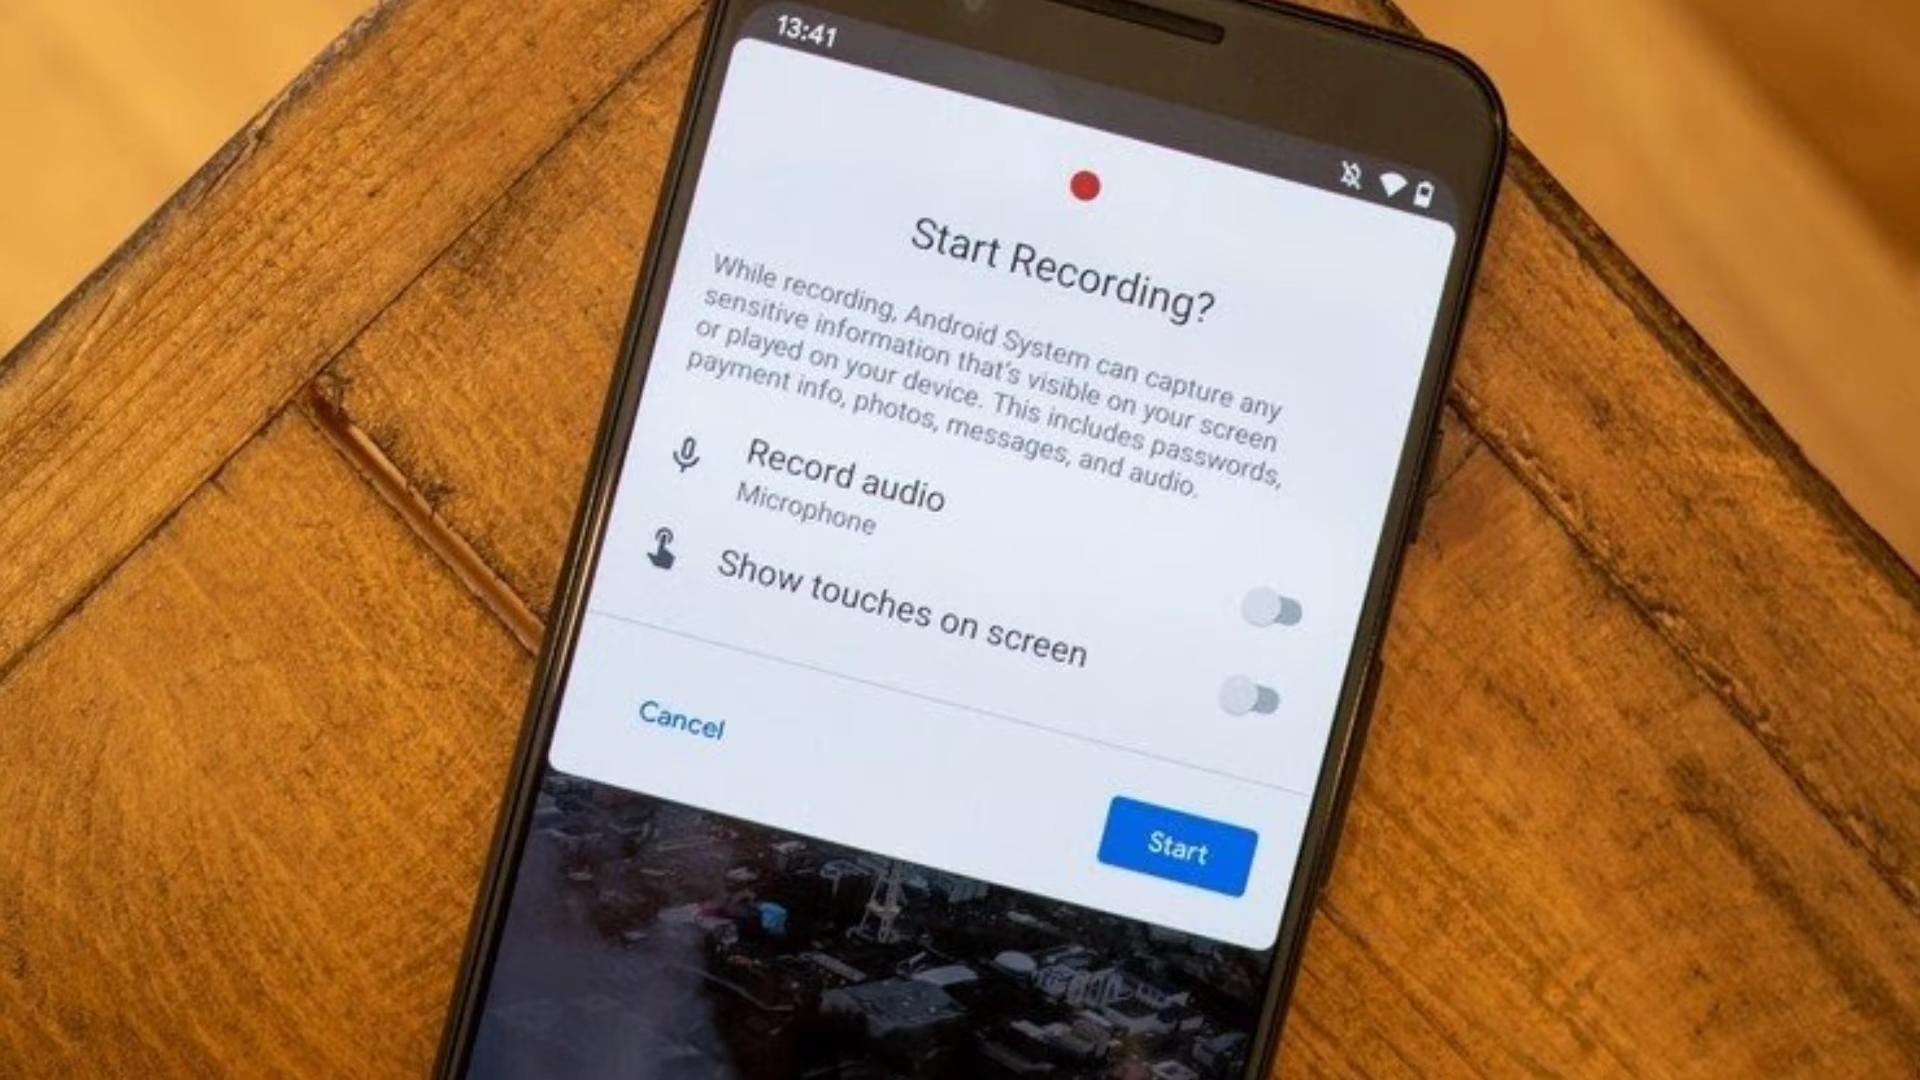 13:41
Start Recording?
While recording, Android System can capture any
sensitive information that's visible on your screen
or played on your device. This includes passwords,
payment info, photos, messages, and audio.
Record audio
Microphone
Show touches on screen
Cancel
Start